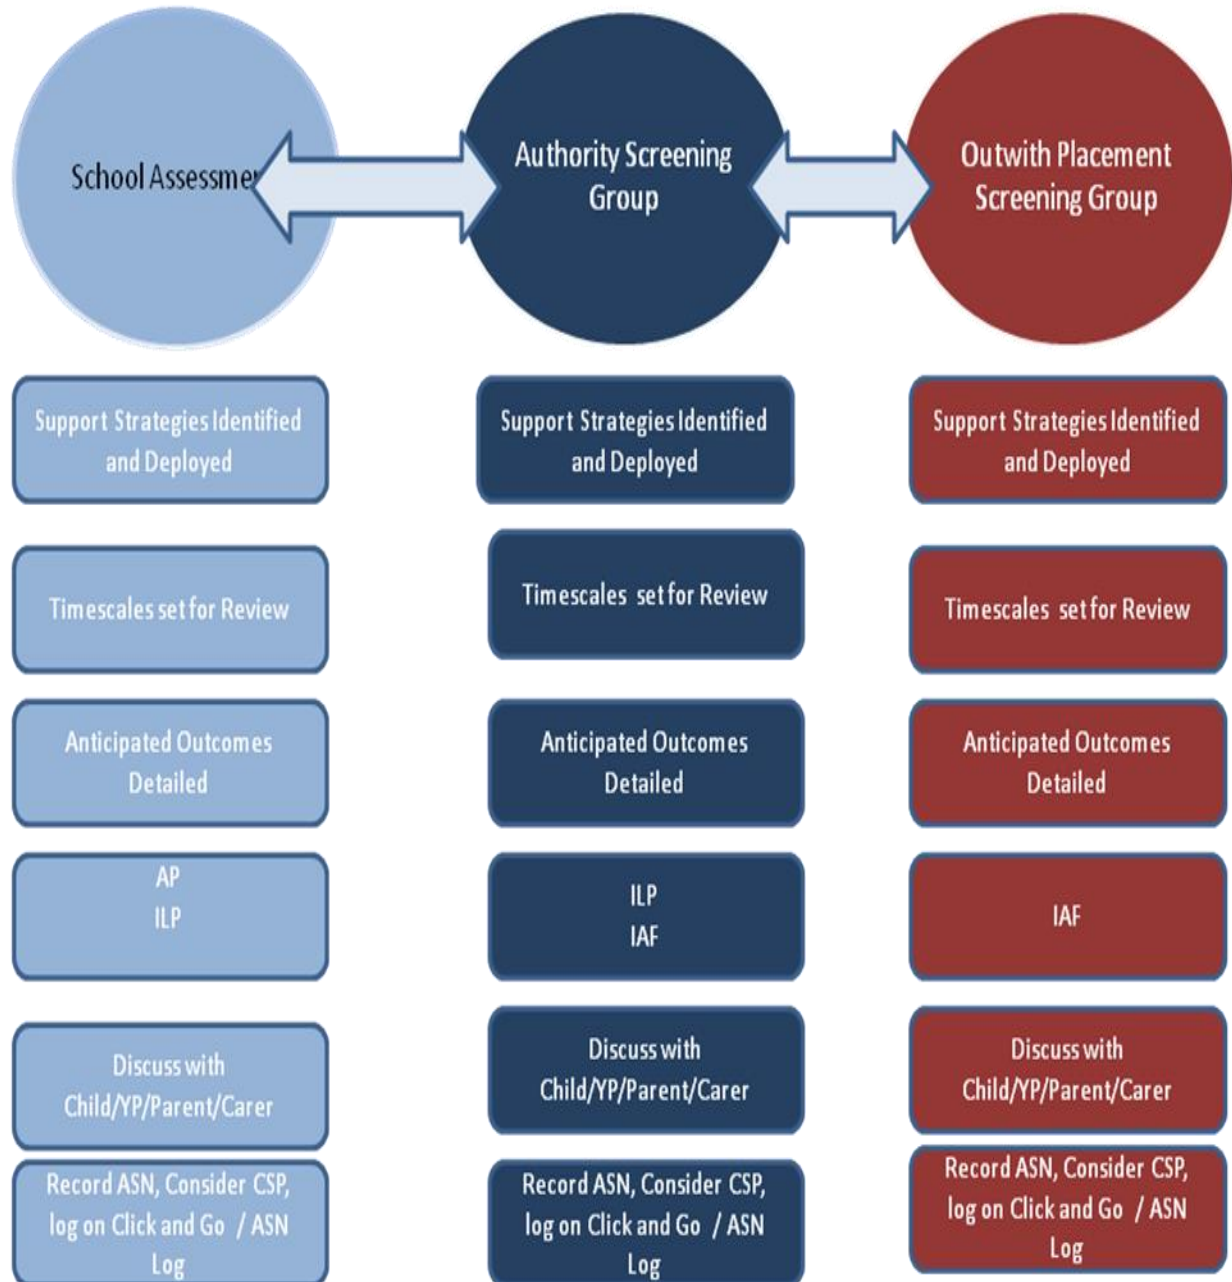 School Assessme
Authority Screening
Group
Outwith Placement
Screening Group
Support Strategies Identified
and Deployed
Support Strategies Identified
and Deployed
Support Strategies Identified
and Deployed
Timescales set for Review
Timescales set for Review
Timescales set for Review
Anticipated Outcomes
Detailed
Anticipated Outcomes
Detailed
Anticipated Outcomes
Detailed
AP
ILP
ILP
IAF
IAF
Discuss with
Child/YP/Parent/Carer
Discuss with
Child/YP/Parent/Carer
Discuss with
Child/YP/Parent/Carer
Record ASN, Consider CSP,
log on Click and Go / ASN
Log
Record ASN, Consider CSP,
log on Click and Go / ASN
Log
Record ASN, Consider CSP,
log on Click and Go / ASN
Log